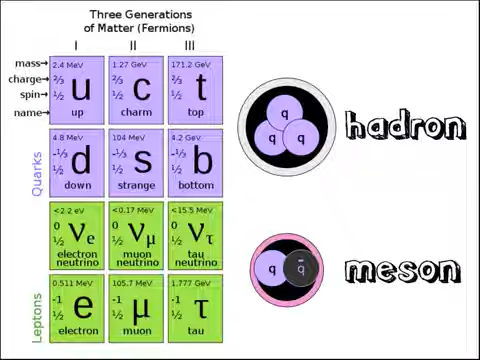 Three Generations
of Matter (Fermions)
I II III
mass→
charge→
spin→
name→
2.4 MeV
⅔
½
u
up
1.27 GeV
⅔
½
c
charm
171.2 GeV
⅔
½
t
top
Quarks
4.8 MeV
-⅓
½
d
down
104 MeV
-⅓
½
s
strange
4.2 GeV
-⅓
½
b
bottom
<2.2 eV
0
½
νe
electron
neutrino
<0.17 MeV
0
½
νμ
muon
neutrino
<15.5 MeV
0
½
ντ
tau
neutrino
Leptons
0.511 MeV
-1
½
e
electron
105.7 MeV
-1
½
μ
muon
1.777 GeV
-1
½
τ
tau
q
q q
hadron
q q̄
meson